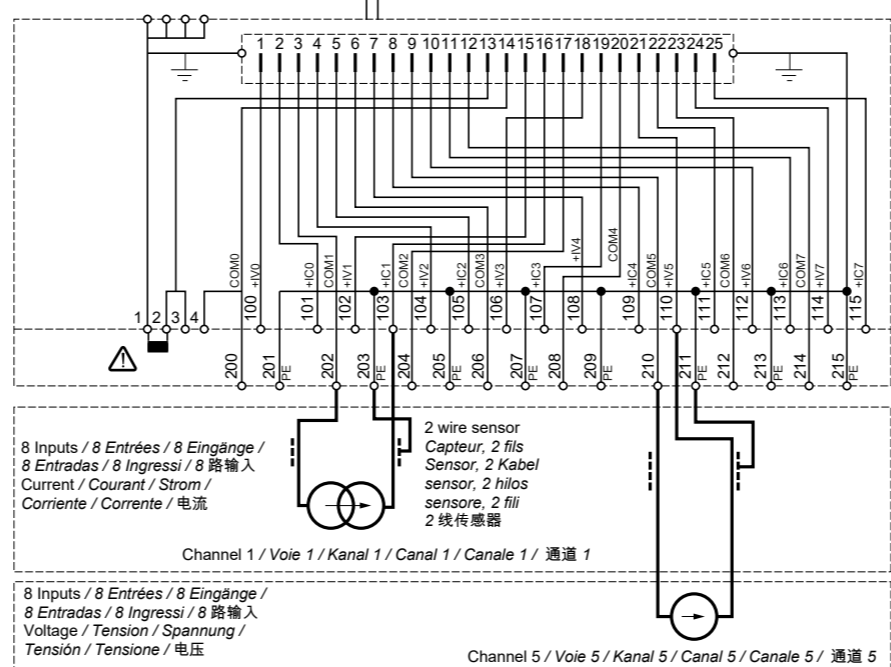 1 2 3 4 5 6 7 8 9 10 11 12 13 14 15 16 17 18 19 20 21 22 23 24 25
COM0 +IV0 +IC0 COM1 +IV1 +IC1 COM2 +IV2 +IC2 COM3 +IV3 +IC3 +IV4 COM4 +IC4 COM5 +IV5 +IC5 COM6 +IV6 +IC6 COM7 +IV7 +IC7
1 2 3 4 100 101 102 103 104 105 106 107 108 109 110 111 112 113 114 115
200 201 202 203 204 205 206 207 208 209 210 211 212 213 214 215
PE PE PE PE PE PE PE PE
8 Inputs / 8 Entrées / 8 Eingänge /
8 Entradas / 8 Ingressi / 8 路输入
Current / Courant / Strom /
Corriente / Corrente / 电流
2 wire sensor
Capteur, 2 fils
Sensor, 2 Kabel
sensor, 2 hilos
sensore, 2 fili
2 线传感器
Channel 1 / Voie 1 / Kanal 1 / Canal 1 / Canale 1 / 通道 1
8 Inputs / 8 Entrées / 8 Eingänge /
8 Entradas / 8 Ingressi / 8 路输入
Voltage / Tension / Spannung /
Tensión / Tensione / 电压
Channel 5 / Voie 5 / Kanal 5 / Canal 5 / Canale 5 / 通道 5